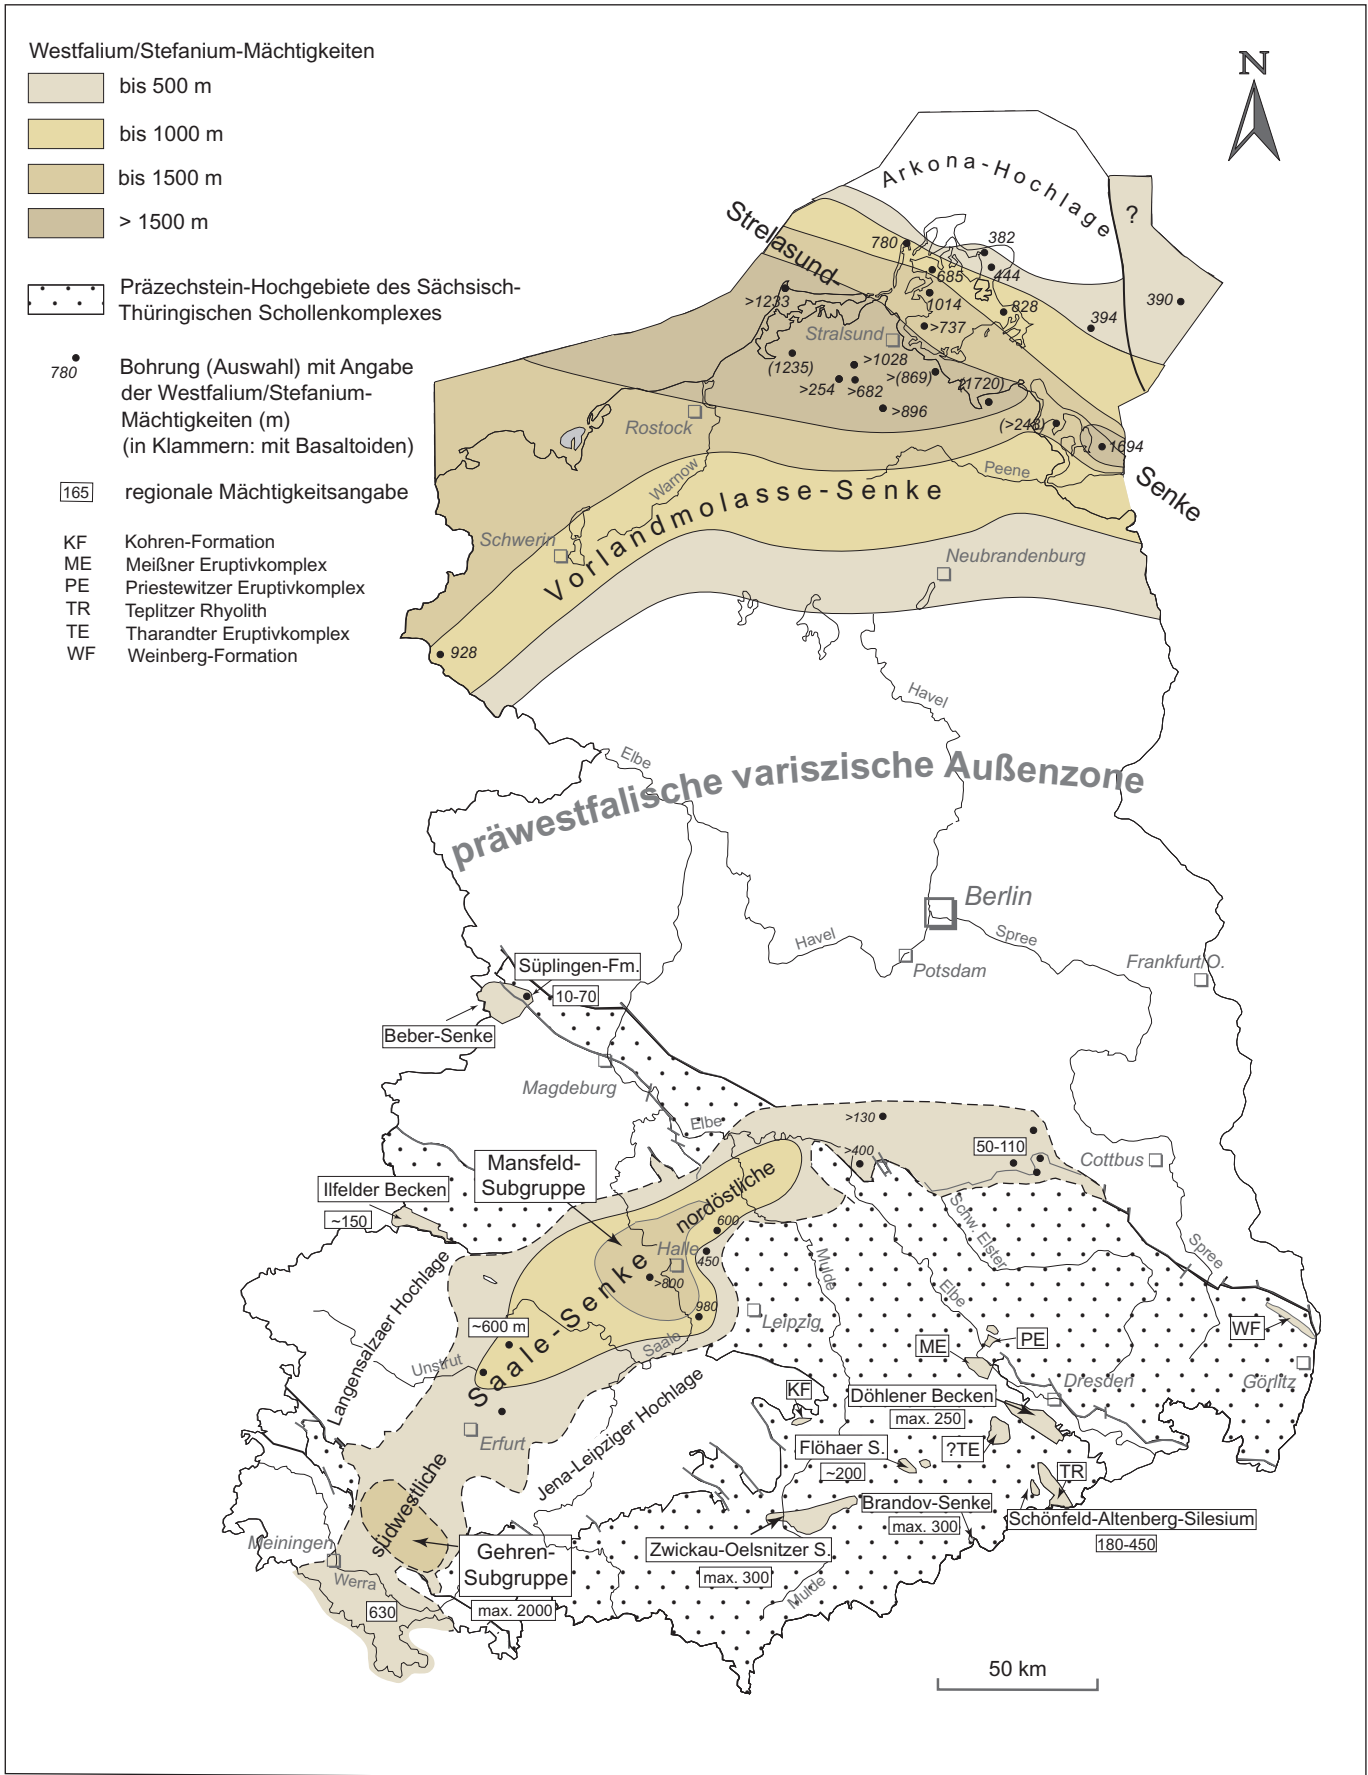 Westfalium/Stefanium-Mächtigkeiten
bis 500 m
bis 1000 m
bis 1500 m
> 1500 m
Präzechstein-Hochgebiete des Sächsisch-
Thüringischen Schollenkomplexes
780
Bohrung (Auswahl) mit Angabe
der Westfalium/Stefanium-
Mächtigkeiten (m)
(in Klammern: mit Basaltoiden)
165
regionale Mächtigkeitsangabe
KF Kohren-Formation
ME Meißner Eruptivkomplex
PE Priestewitzer Eruptivkomplex
TR Teplitzer Rhyolith
TE Tharandter Eruptivkomplex
WF Weinberg-Formation
N
Arkona-Hochlage
?
Strelasund-
Senke
780
382
444
685
390
>1233
1014
828
394
>737
Stralsund
>1028
(1235)
>(869)
>254
>682
(1720)
>896
(>243)
1694
Rostock
Warnow
Peene
Vorlandmolasse-Senke
Schwerin
Neubrandenburg
928
Havel
Elbe
präwestfalische variszische Außenzone
Berlin
Havel
Spree
Potsdam
Frankfurt/O.
Süplingen-Fm.
10-70
Beber-Senke
Magdeburg
Elbe
>130
>400
50-110
Cottbus
Mansfeld-
Subgruppe
Ilfelder Becken
~150
nordöstliche
Saale-Senke
südwestliche
600
Halle
450
>800
980
~600 m
Langensalzaer Hochlage
Unstrut
Saale
Leipzig
Mulde
Schw. Elster
Elbe
Spree
WF
PE
ME
Görlitz
Dresden
Erfurt
Jena-Leipziger Hochlage
KF
Döhlener Becken
max. 250
Flöhaer S.
~200
?TE
TR
Brandov-Senke
max. 300
Schönfeld-Altenberg-Silesium
180-450
Zwickau-Oelsnitzer S.
max. 300
Mulde
Meiningen
Werra
Gehren-
Subgruppe
max. 2000
630
50 km